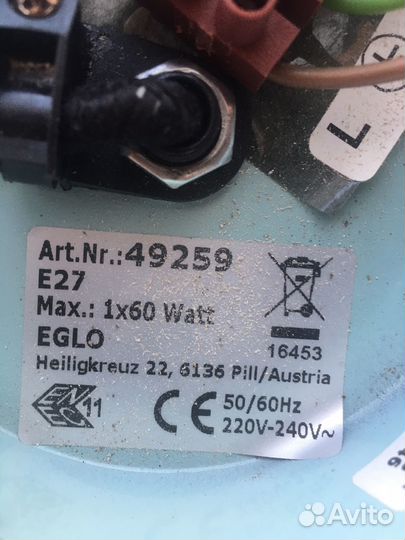 L
Art.Nr.:49259
E27
Max.: 1x60 Watt
EGLO
16453
Heiligkreuz 22, 6136 Pill/Austria
11 CE 50/60Hz
220V-240V~
Avito